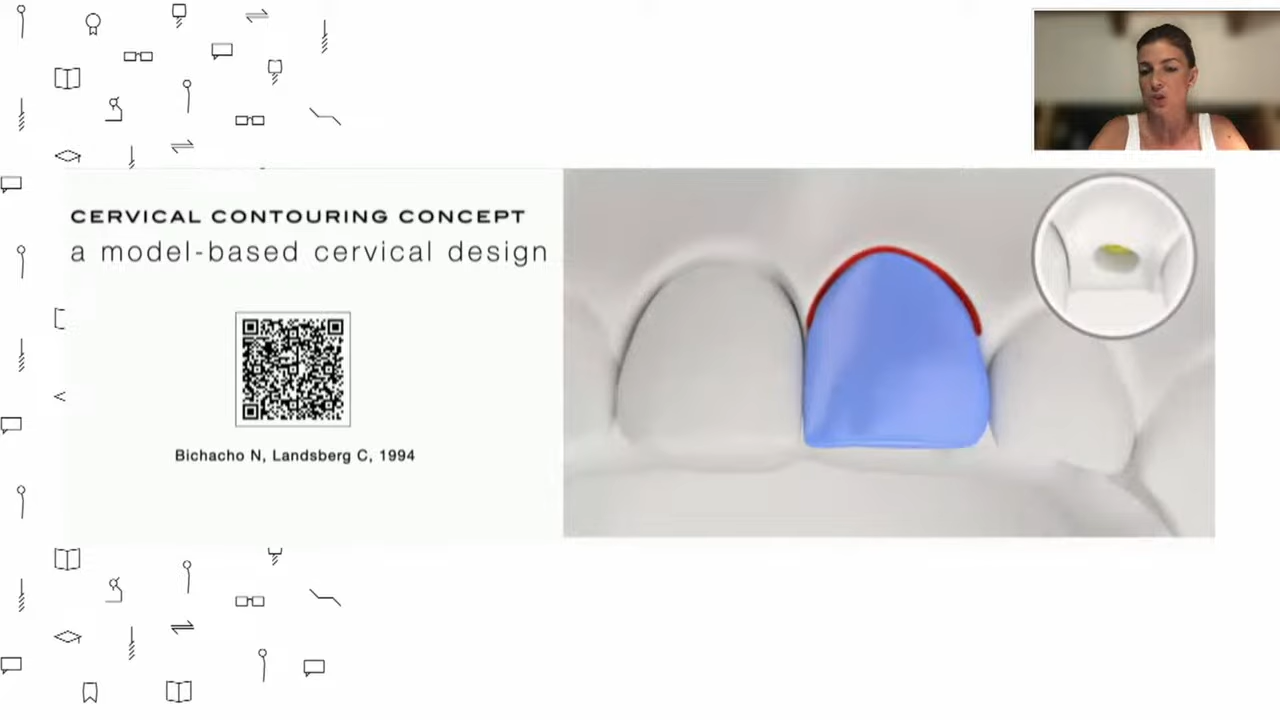 CERVICAL CONTOURING CONCEPT
a model-based cervical design
Bichacho N, Landsberg C, 1994